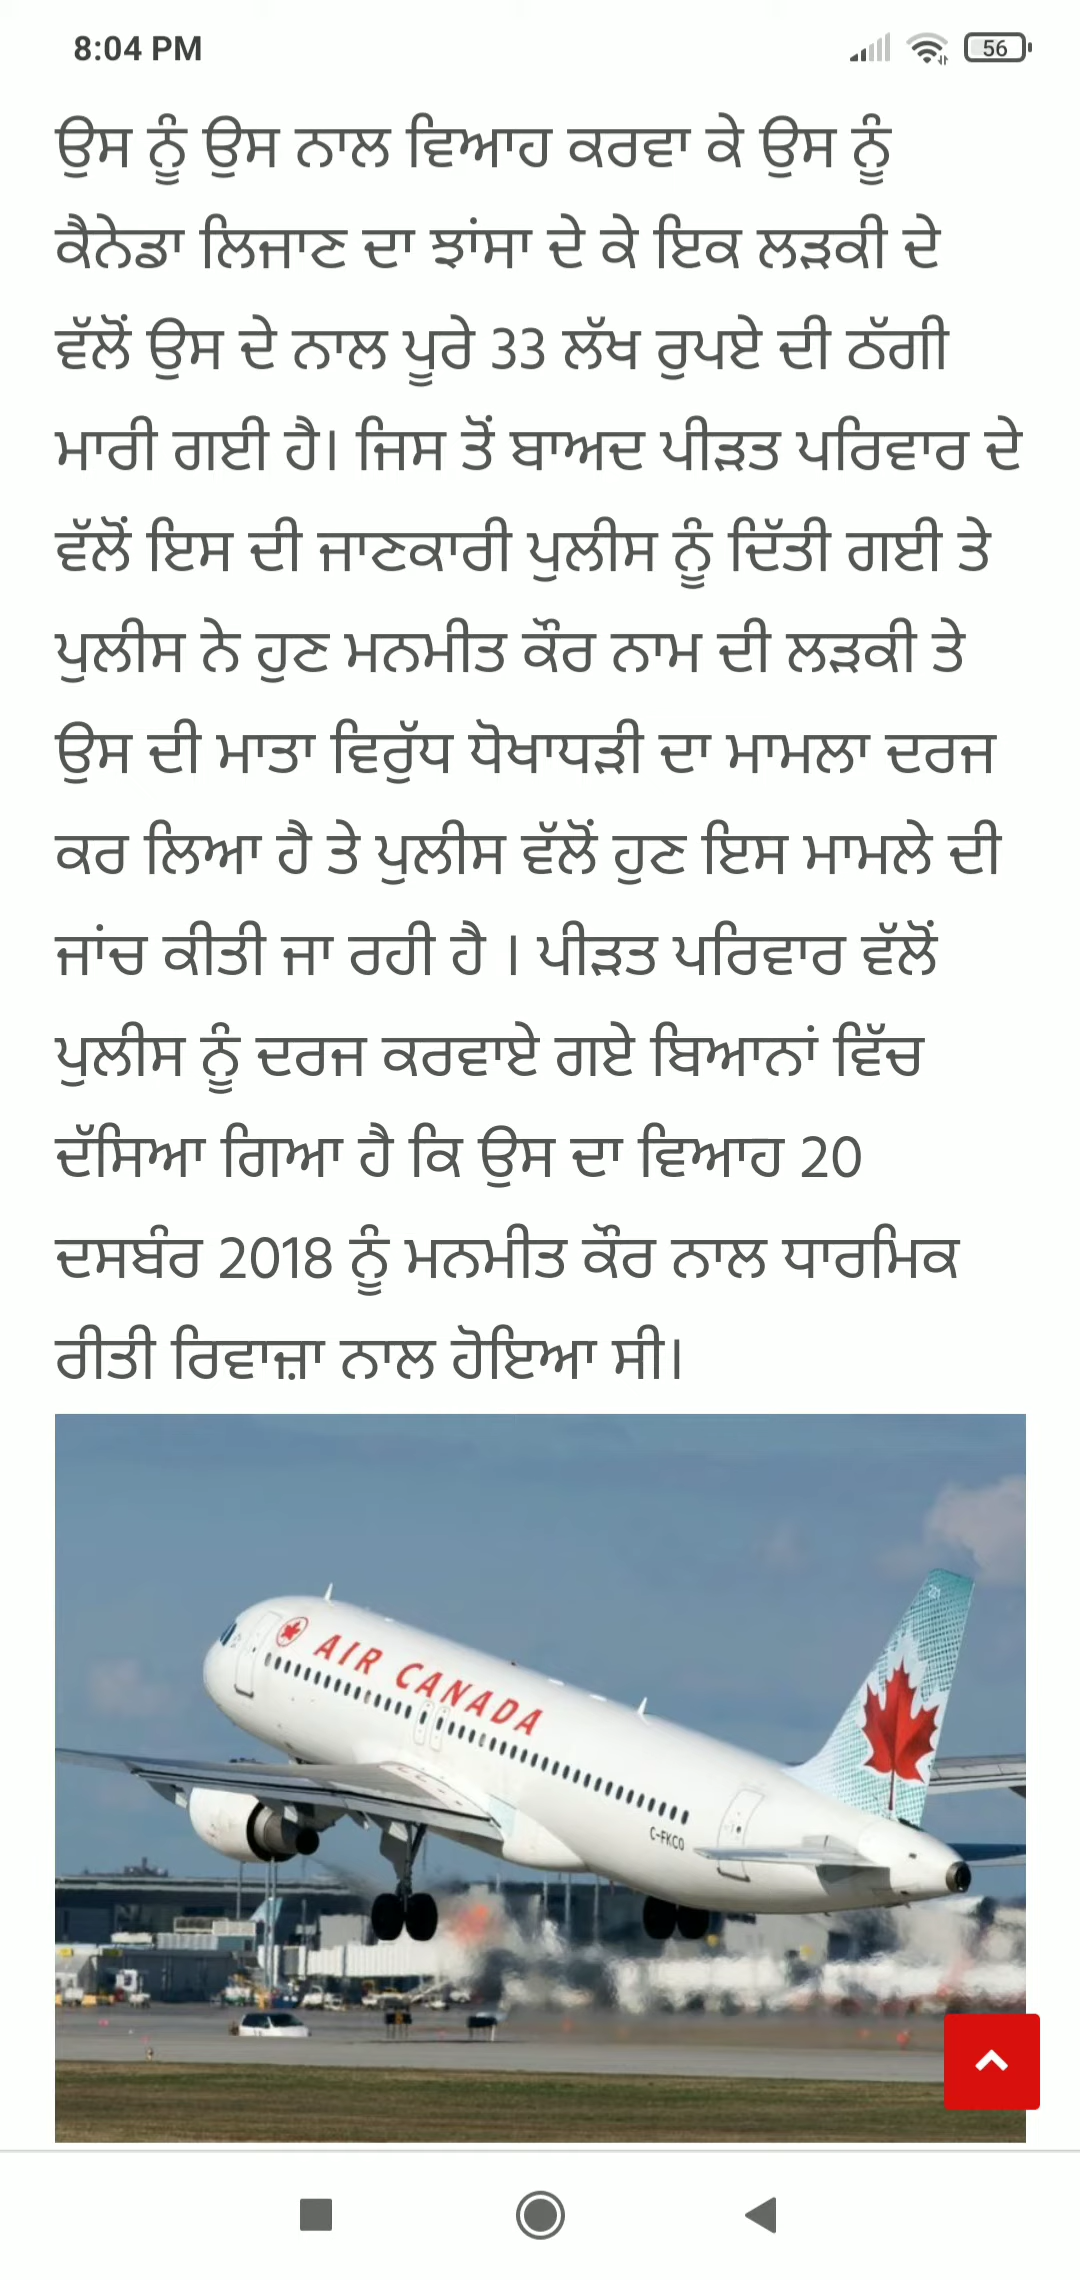 8:04 PM
56
ਉਸ ਨੂੰ ਉਸ ਨਾਲ ਵਿਆਹ ਕਰਵਾ ਕੇ ਉਸ ਨੂੰ
ਕੈਨੇਡਾ ਲਿਜਾਣ ਦਾ ਝਾਂਸਾ ਦੇ ਕੇ ਇਕ ਲੜਕੀ ਦੇ
ਵੱਲੋਂ ਉਸ ਦੇ ਨਾਲ ਪੂਰੇ 33 ਲੱਖ ਰੁਪਏ ਦੀ ਠੱਗੀ
ਮਾਰੀ ਗਈ ਹੈ। ਜਿਸ ਤੋਂ ਬਾਅਦ ਪੀੜਤ ਪਰਿਵਾਰ ਦੇ
ਵੱਲੋਂ ਇਸ ਦੀ ਜਾਣਕਾਰੀ ਪੁਲੀਸ ਨੂੰ ਦਿੱਤੀ ਗਈ ਤੇ
ਪੁਲੀਸ ਨੇ ਹੁਣ ਮਨਮੀਤ ਕੌਰ ਨਾਮ ਦੀ ਲੜਕੀ ਤੇ
ਉਸ ਦੀ ਮਾਤਾ ਵਿਰੁੱਧ ਧੋਖਾਧੜੀ ਦਾ ਮਾਮਲਾ ਦਰਜ
ਕਰ ਲਿਆ ਹੈ ਤੇ ਪੁਲੀਸ ਵੱਲੋਂ ਹੁਣ ਇਸ ਮਾਮਲੇ ਦੀ
ਜਾਂਚ ਕੀਤੀ ਜਾ ਰਹੀ ਹੈ । ਪੀੜਤ ਪਰਿਵਾਰ ਵੱਲੋਂ
ਪੁਲੀਸ ਨੂੰ ਦਰਜ ਕਰਵਾਏ ਗਏ ਬਿਆਨਾਂ ਵਿੱਚ
ਦੱਸਿਆ ਗਿਆ ਹੈ ਕਿ ਉਸ ਦਾ ਵਿਆਹ 20
ਦਸਬੰਰ 2018 ਨੂੰ ਮਨਮੀਤ ਕੌਰ ਨਾਲ ਧਾਰਮਿਕ
ਰੀਤੀ ਰਿਵਾਜ਼ਾ ਨਾਲ ਹੋਇਆ ਸੀ।
AIR CANADA
C-FKCO